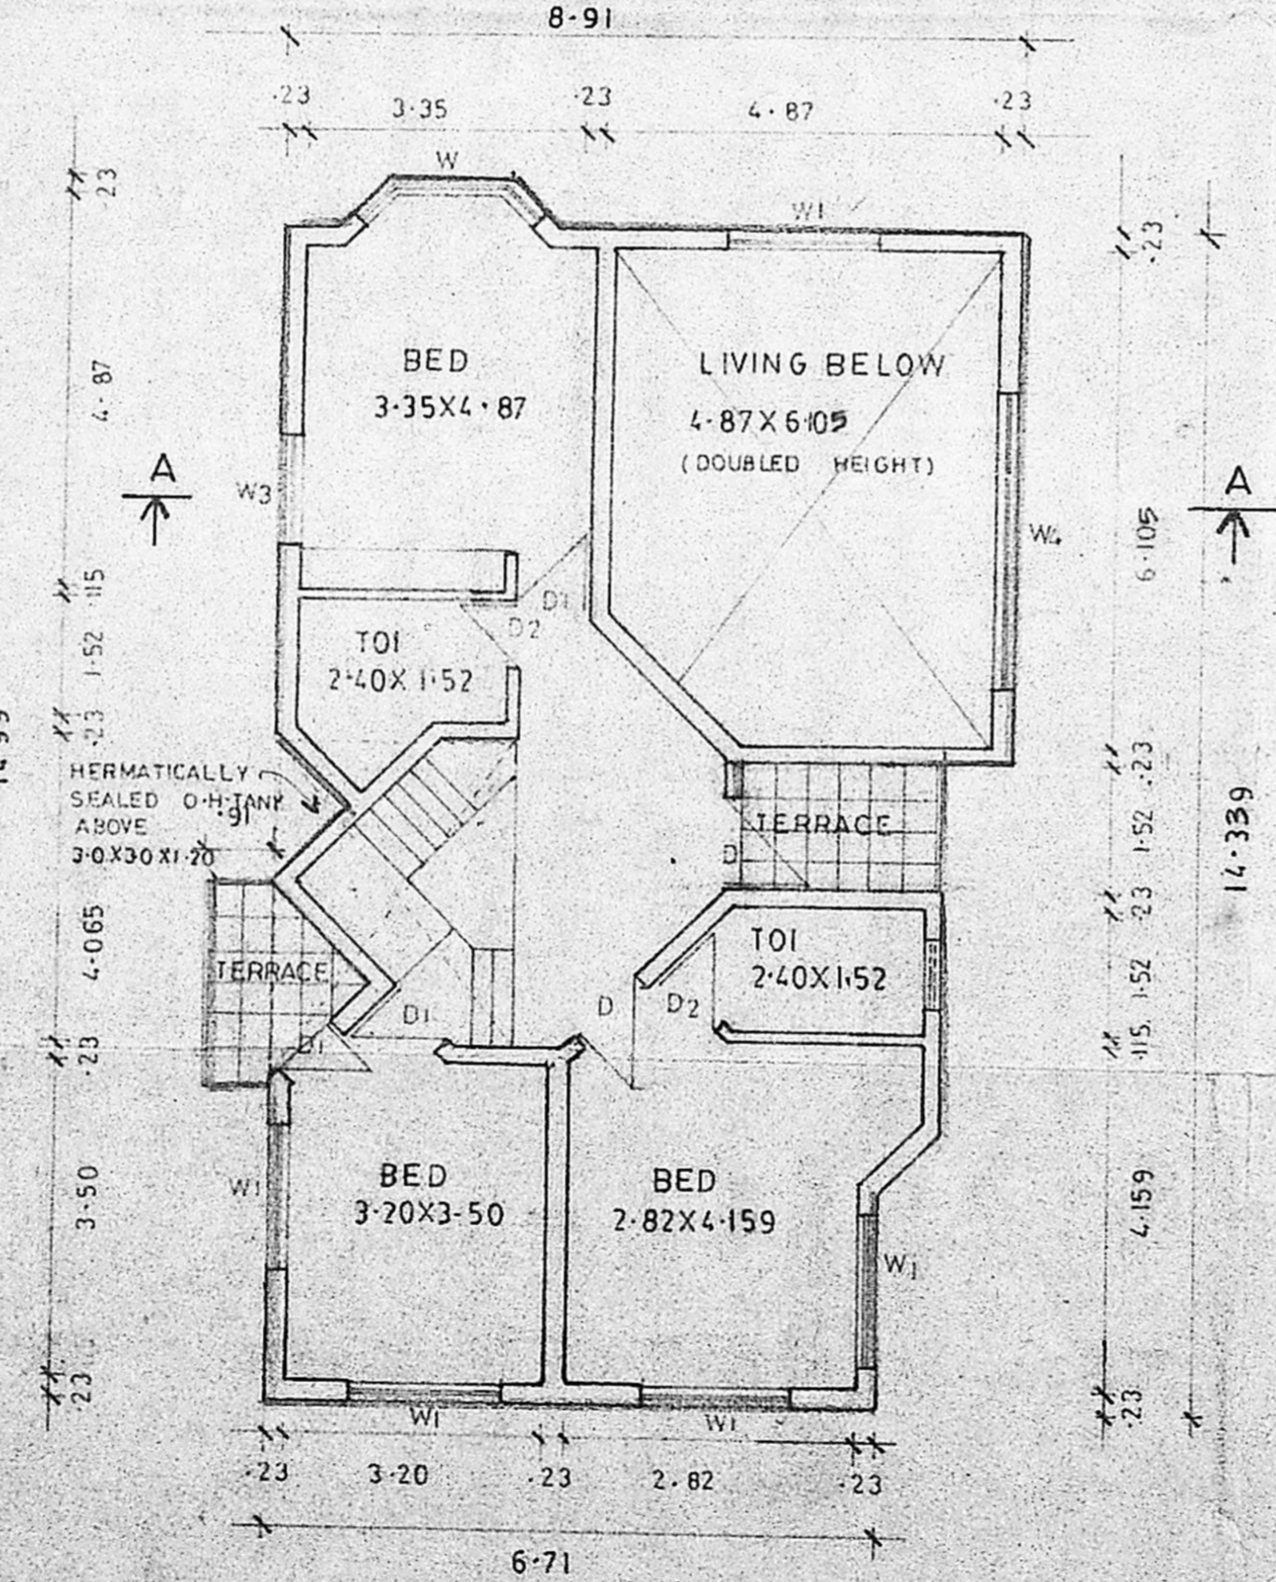 8·91
·23
3·35
·23
4·87
·23
W
W1
·23
4·87
·115
1·52
·23
4·065
·23
3·50
·23
BED
3·35X4·87
LIVING BELOW
4·87X6·105
(DOUBLED HEIGHT)
A
A
W3
W4
D1
D2
TOI
2·40X1·52
HERMATICALLY
SEALED O·H·TANK
ABOVE
3·0X3·0X1·20
·91
TERRACE
D
TERRACE
D1
D1
D
D2
TOI
2·40X1·52
·23
6·105
·23
1·52
·23
1·52
·115
4·159
·23
14·339
W1
BED
3·20X3·50
BED
2·82X4·159
W1
W1
W1
·23
3·20
·23
2·82
·23
6·71